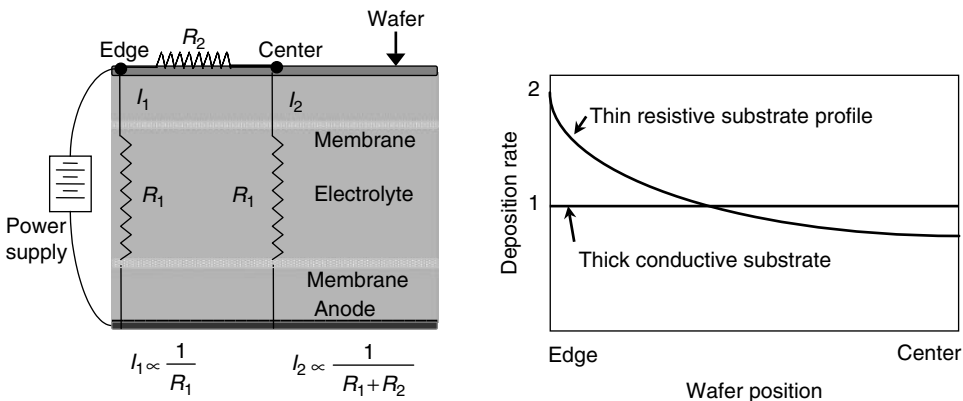 Wafer
R₂
Edge
Center
I₁
I₂
Membrane
R₁
R₁
Electrolyte
Power
supply
Membrane
Anode
I₁ ∝ 1/R₁
I₂ ∝ 1/(R₁+R₂)
2
Thin resistive substrate profile
1
Deposition rate
Thick conductive substrate
Edge
Center
Wafer position